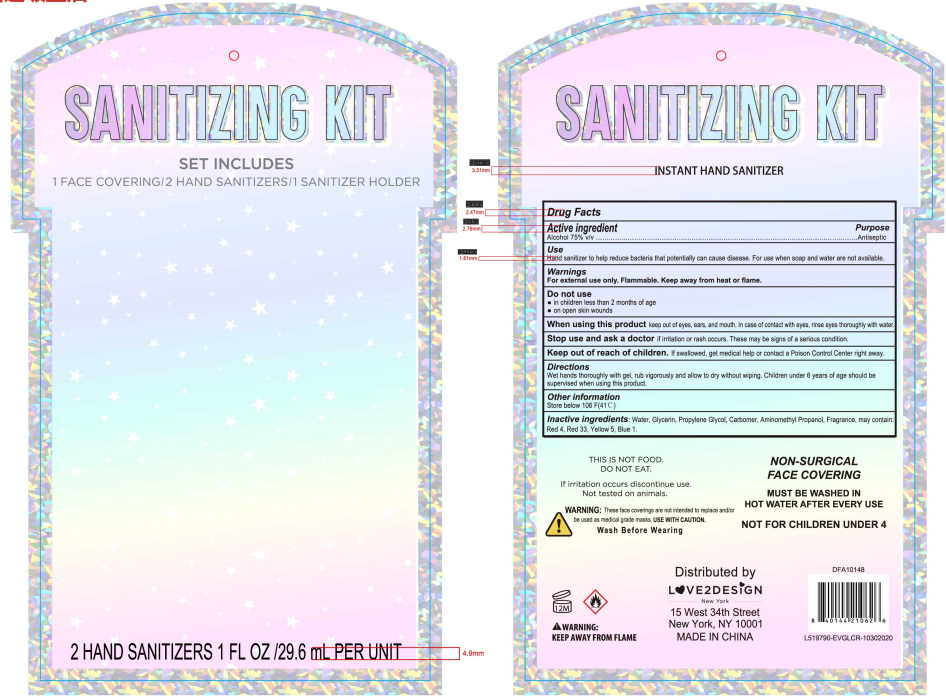 SANITIZING KIT
SET INCLUDES
1 FACE COVERING/2 HAND SANITIZERS/1 SANITIZER HOLDER
2 HAND SANITIZERS 1 FL OZ /29.6 mL PER UNIT
4.9mm
SANITIZING KIT
3.51mm
INSTANT HAND SANITIZER
2.47mm
Drug Facts
2.75mm
Active ingredient Purpose
Alcohol 75% v/v ....................Antiseptic
Use
1.61mm
Hand sanitizer to help reduce bacteria that potentially can cause disease. For use when soap and water are not available.
Warnings
For external use only. Flammable. Keep away from heat or flame.
Do not use
● in children less than 2 months of age
● on open skin wounds
When using this product keep out of eyes, ears, and mouth. In case of contact with eyes, rinse eyes thoroughly with water.
Stop use and ask a doctor if irritation or rash occurs. These may be signs of a serious condition.
Keep out of reach of children. If swallowed, get medical help or contact a Poison Control Center right away.
Directions
Wet hands thoroughly with gel, rub vigorously and allow to dry without wiping. Children under 6 years of age should be
supervised when using this product.
Other information
Store below 106 F(41C)
Inactive ingredients: Water, Glycerin, Propylene Glycol, Carbomer, Aminomethyl Propanol, Fragrance, may contain:
Red 4, Red 33, Yellow 5, Blue 1.
THIS IS NOT FOOD.
DO NOT EAT.
If irritation occurs discontinue use.
Not tested on animals.
WARNING: These face coverings are not intended to replace and/or
be used as medical grade masks. USE WITH CAUTION.
Wash Before Wearing
NON-SURGICAL
FACE COVERING
MUST BE WASHED IN
HOT WATER AFTER EVERY USE
NOT FOR CHILDREN UNDER 4
12M
WARNING:
KEEP AWAY FROM FLAME
Distributed by
LOVE2DESIGN
New York
15 West 34th Street
New York, NY 10001
MADE IN CHINA
DFA10148
8 40144 21062 6
L519790-EVGLCR-10302020